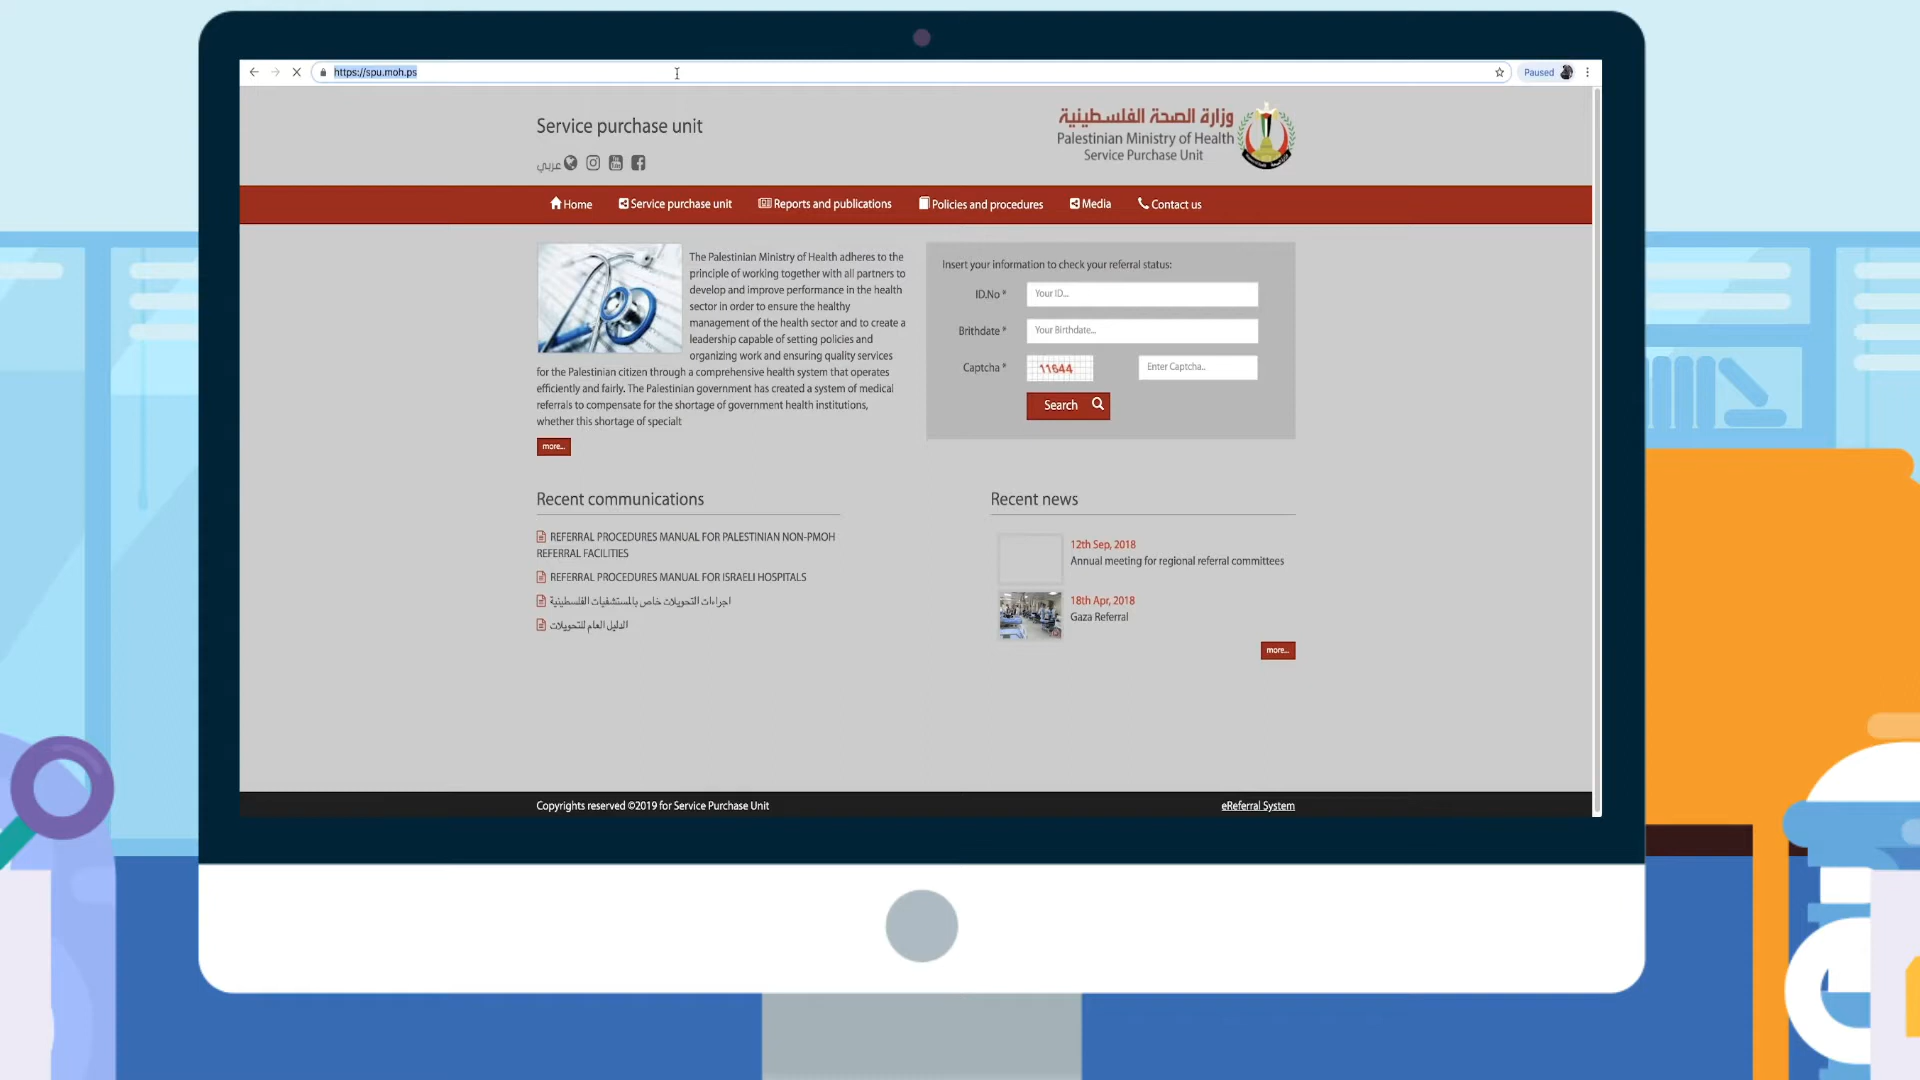 https://spu.moh.ps
Paused
Service purchase unit
عربي
وزارة الصحة الفلسطينية
Palestinian Ministry of Health
Service Purchase Unit
Home
Service purchase unit
Reports and publications
Policies and procedures
Media
Contact us
The Palestinian Ministry of Health adheres to the
principle of working together with all partners to
develop and improve performance in the health
sector in order to ensure the healthy
management of the health sector and to create a
leadership capable of setting policies and
organizing work and ensuring quality services
for the Palestinian citizen through a comprehensive health system that operates
efficiently and fairly. The Palestinian government has created a system of medical
referrals to compensate for the shortage of government health institutions,
whether this shortage of specialt
more...
Insert your information to check your referral status:
ID.No *
Your ID...
Brithdate *
Your Birthdate...
Captcha *
11644
Enter Captcha..
Search
Recent communications
REFERRAL PROCEDURES MANUAL FOR PALESTINIAN NON-PMOH
REFERRAL FACILITIES
REFERRAL PROCEDURES MANUAL FOR ISRAELI HOSPITALS
اجراءات التحويلات خاص بالمستشفيات الفلسطينية
الدليل العام للتحويلات
Recent news
12th Sep, 2018
Annual meeting for regional referral committees
18th Apr, 2018
Gaza Referral
more...
Copyrights reserved ©2019 for Service Purchase Unit
eReferral System